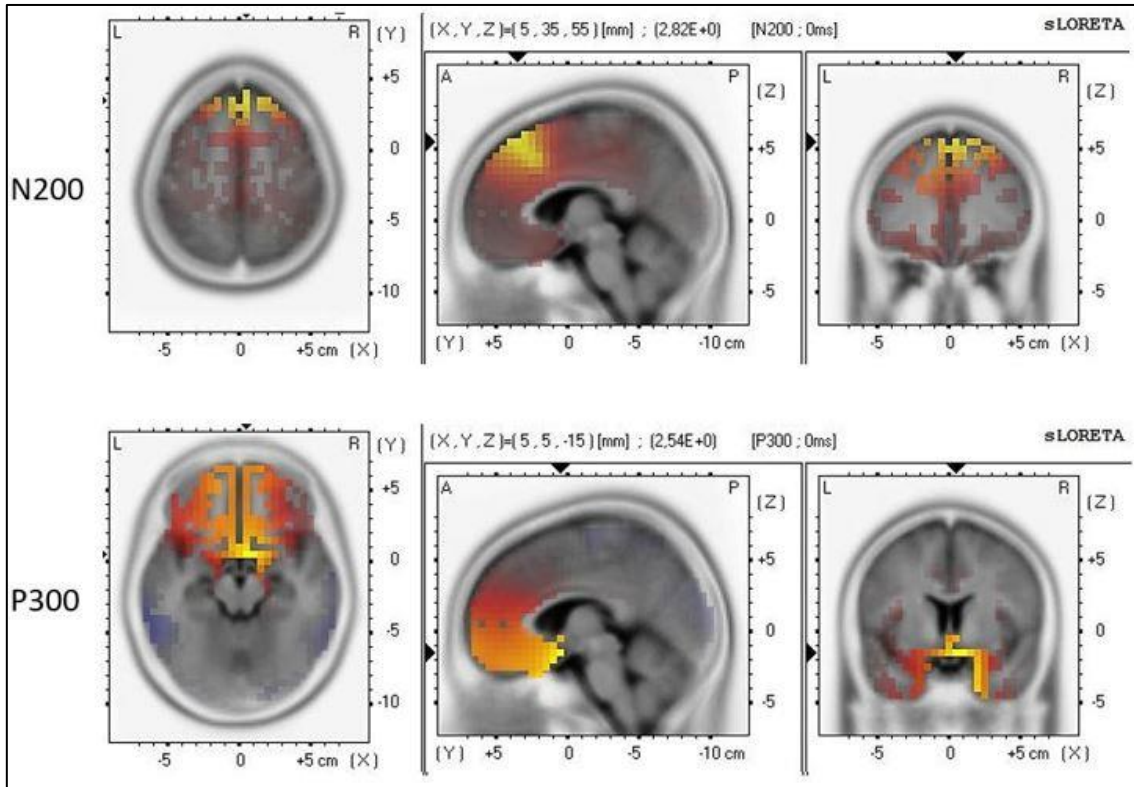 (X, Y, Z)=(5, 35, 55) [mm] ; (2,82E+0) [N200 ; 0ms] sLORETA
L R (Y)
A P (Z)
L R (Z)
+5
0
-5
-10
+5
0
-5
+5
0
-5
N200
-5 0 +5 cm (X)
(Y) +5 0 -5 -10 cm
-5 0 +5 cm (X)
(X, Y, Z)=(5, 5, -15) [mm] ; (2,54E+0) [P300 ; 0ms] sLORETA
L R (Y)
A P (Z)
L R (Z)
+5
0
-5
-10
+5
0
-5
+5
0
-5
P300
-5 0 +5 cm (X)
(Y) +5 0 -5 -10 cm
-5 0 +5 cm (X)